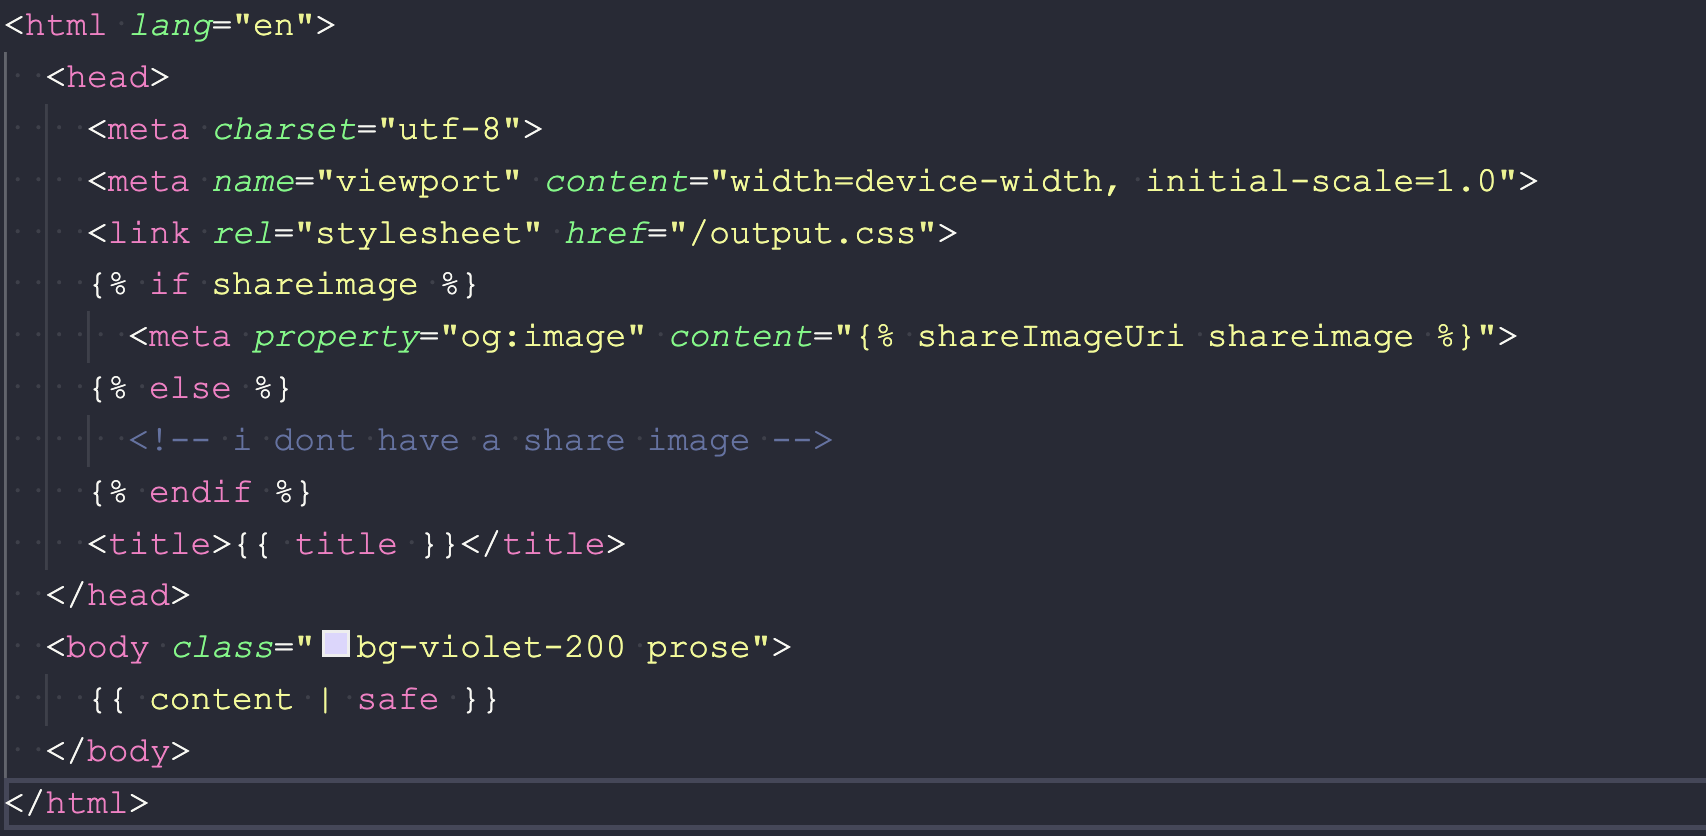 <html lang="en">
  <head>
    <meta charset="utf-8">
    <meta name="viewport" content="width=device-width, initial-scale=1.0">
    <link rel="stylesheet" href="/output.css">
    {% if shareimage %}
      <meta property="og:image" content="{% shareImageUri shareimage %}">
    {% else %}
      <!-- i dont have a share image -->
    {% endif %}
    <title>{{ title }}</title>
  </head>
  <body class="bg-violet-200 prose">
    {{ content | safe }}
  </body>
</html>